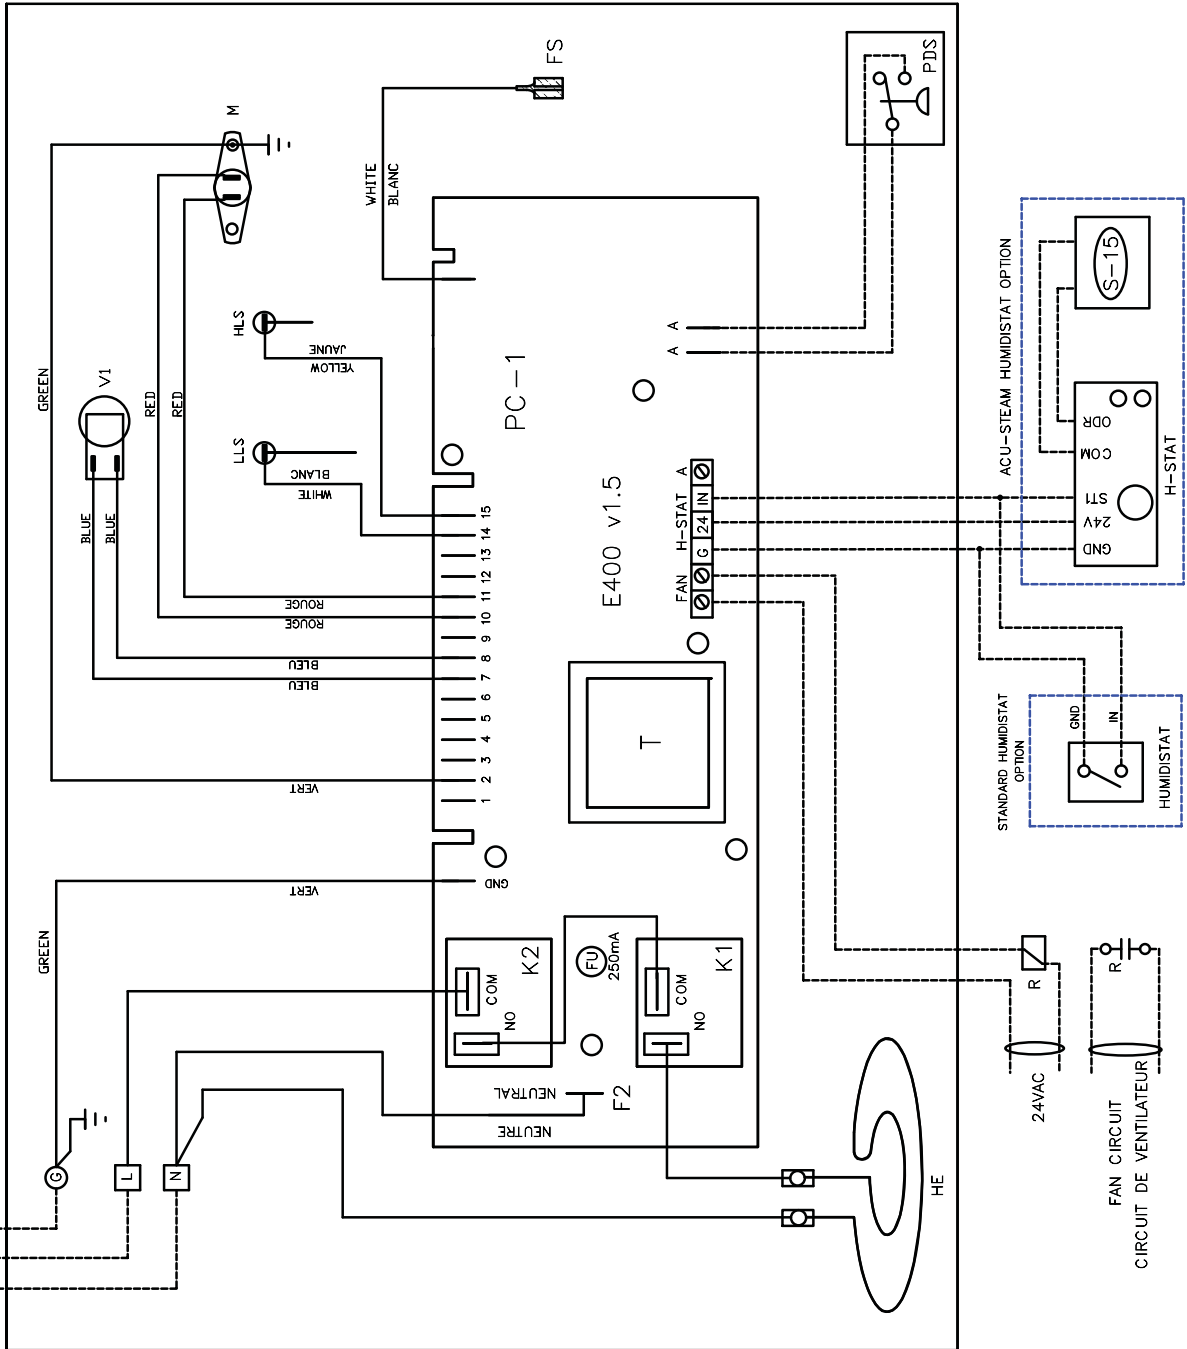 FS
M
PDS
WHITE
BLANC
GREEN
V1
RED
RED
HLS
YELLOW
JAUNE
BLUE
BLUE
LLS
BLANC
WHITE
PC-1
A
A
E400 v1.5
H-STAT
A
FAN
G
24
IN
15
14
13
12
11
10
9
8
7
6
5
4
3
2
1
ROUGE
ROUGE
BLEU
BLEU
VERT
T
GND
VERT
GREEN
K2
COM
NO
FU
250mA
K1
COM
NO
NEUTRAL
F2
NEUTRE
G
L
N
HE
ACU-STEAM HUMIDISTAT OPTION
S-15
ODR
COM
ST1
24V
GND
H-STAT
STANDARD HUMIDISTAT
OPTION
GND
IN
HUMIDISTAT
R
24VAC
R
FAN CIRCUIT
CIRCUIT DE VENTILATEUR